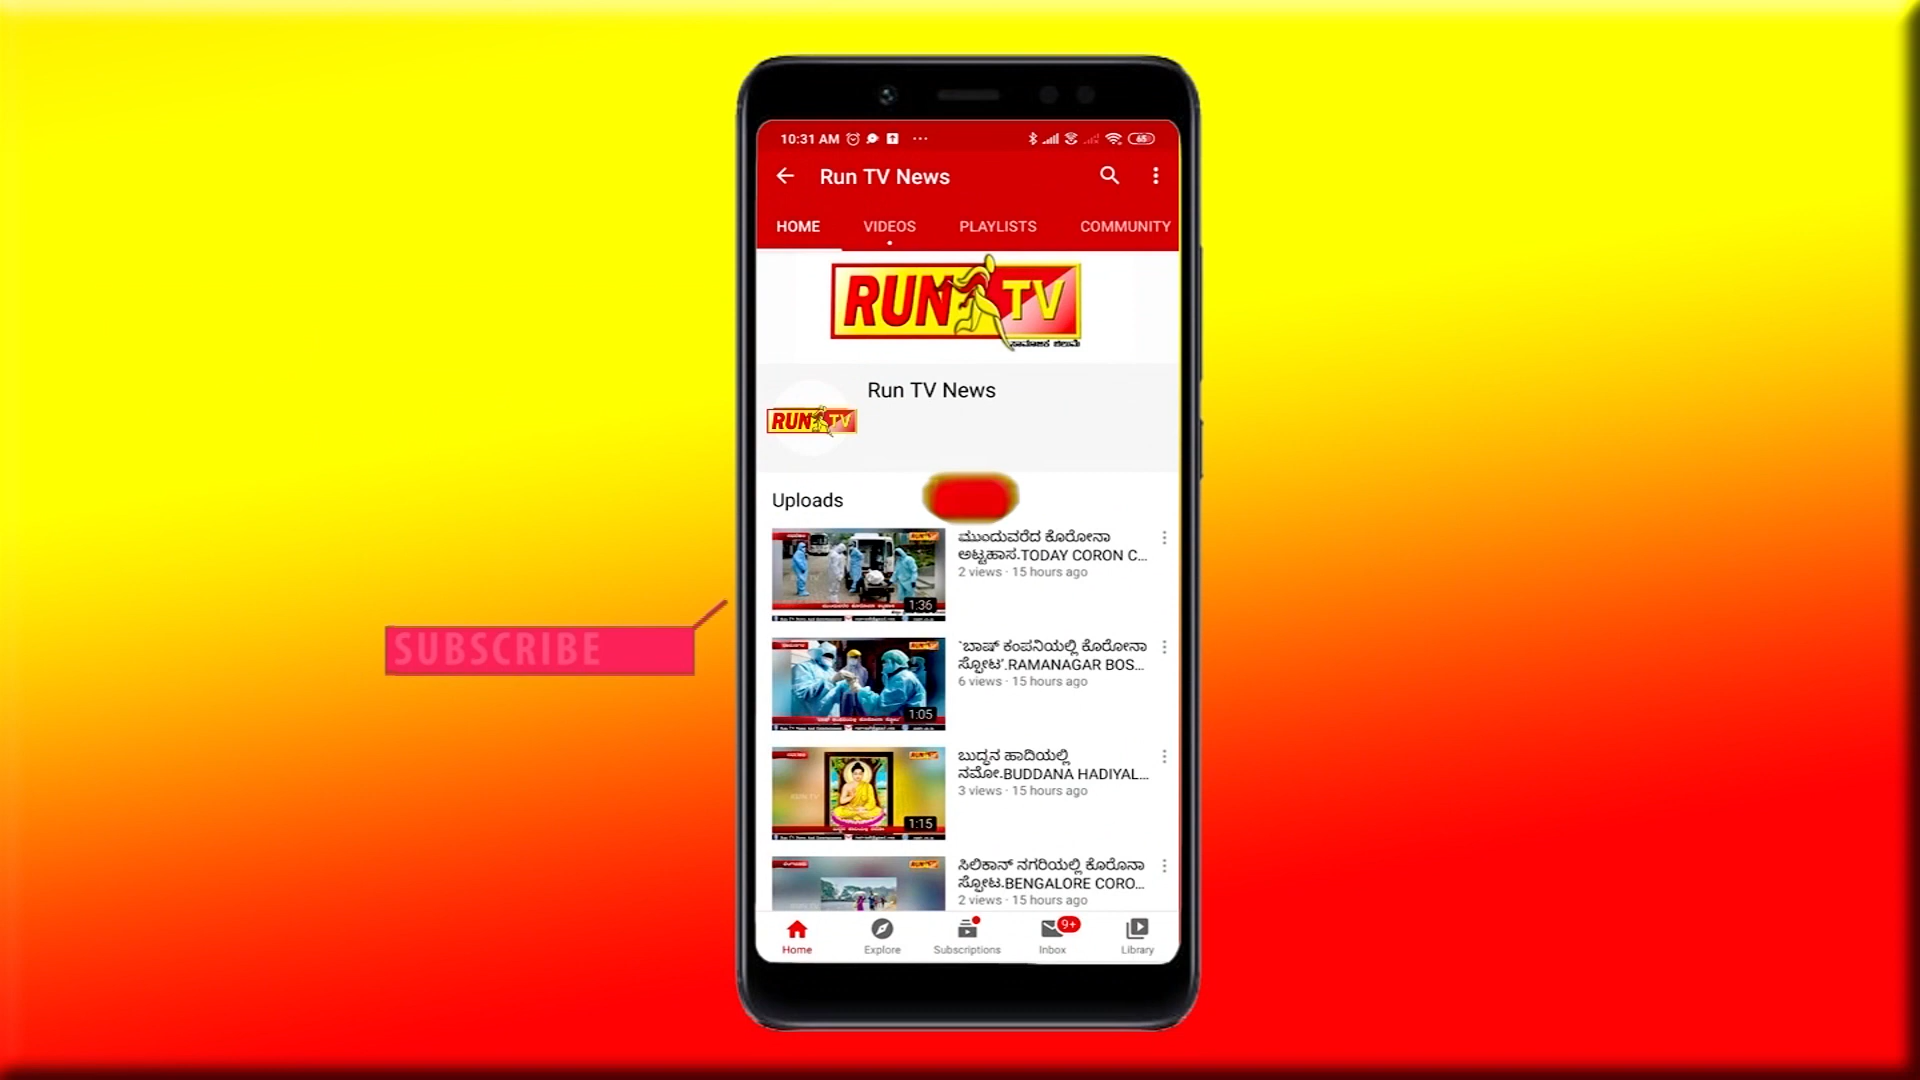 10:31 AM
65
Run TV News
HOME VIDEOS PLAYLISTS COMMUNITY
RUN TV
ಸಾಮಾಜಿಕ ಚಿಲುಮೆ
Run TV News
RUN TV
Uploads
ಮುಂದುವರೆದ ಕೊರೋನಾ
ಅಟ್ಟಹಾಸ.TODAY CORON C...
2 views · 15 hours ago
1:36
SUBSCRIBE
`ಬಾಷ್ ಕಂಪನಿಯಲ್ಲಿ ಕೊರೋನಾ
ಸ್ಫೋಟ'.RAMANAGAR BOS...
6 views · 15 hours ago
1:05
ಬುದ್ಧನ ಹಾದಿಯಲ್ಲಿ
ನಮೋ.BUDDANA HADIYAL...
3 views · 15 hours ago
1:15
ಸಿಲಿಕಾನ್ ನಗರಿಯಲ್ಲಿ ಕೊರೊನಾ
ಸ್ಫೋಟ.BENGALORE CORO...
2 views · 15 hours ago
9+
Home Explore Subscriptions Inbox Library